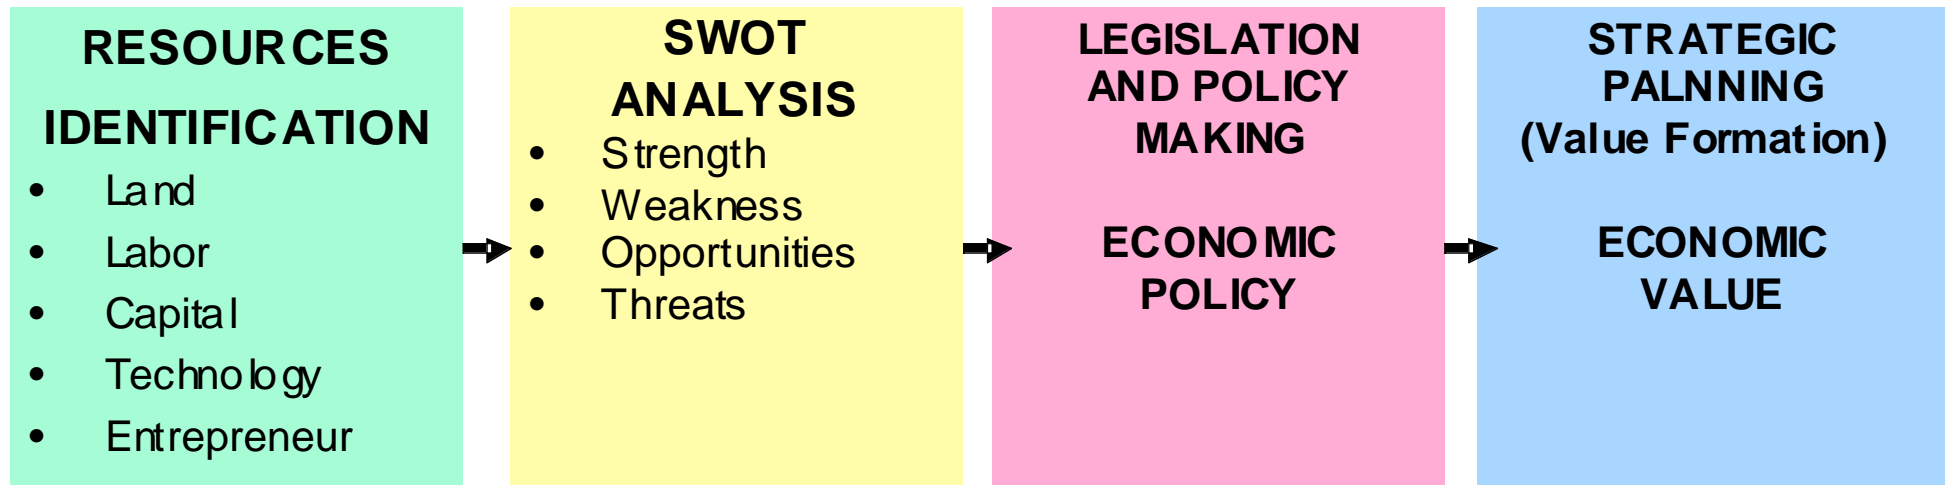 RESOURCES
IDENTIFICATION
• Land
• Labor
• Capital
• Technology
• Entrepreneur
SWOT
ANALYSIS
• Strength
• Weakness
• Opportunities
• Threats
LEGISLATION
AND POLICY
MAKING
ECONOMIC
POLICY
STRATEGIC
PALNNING
(Value Formation)
ECONOMIC
VALUE